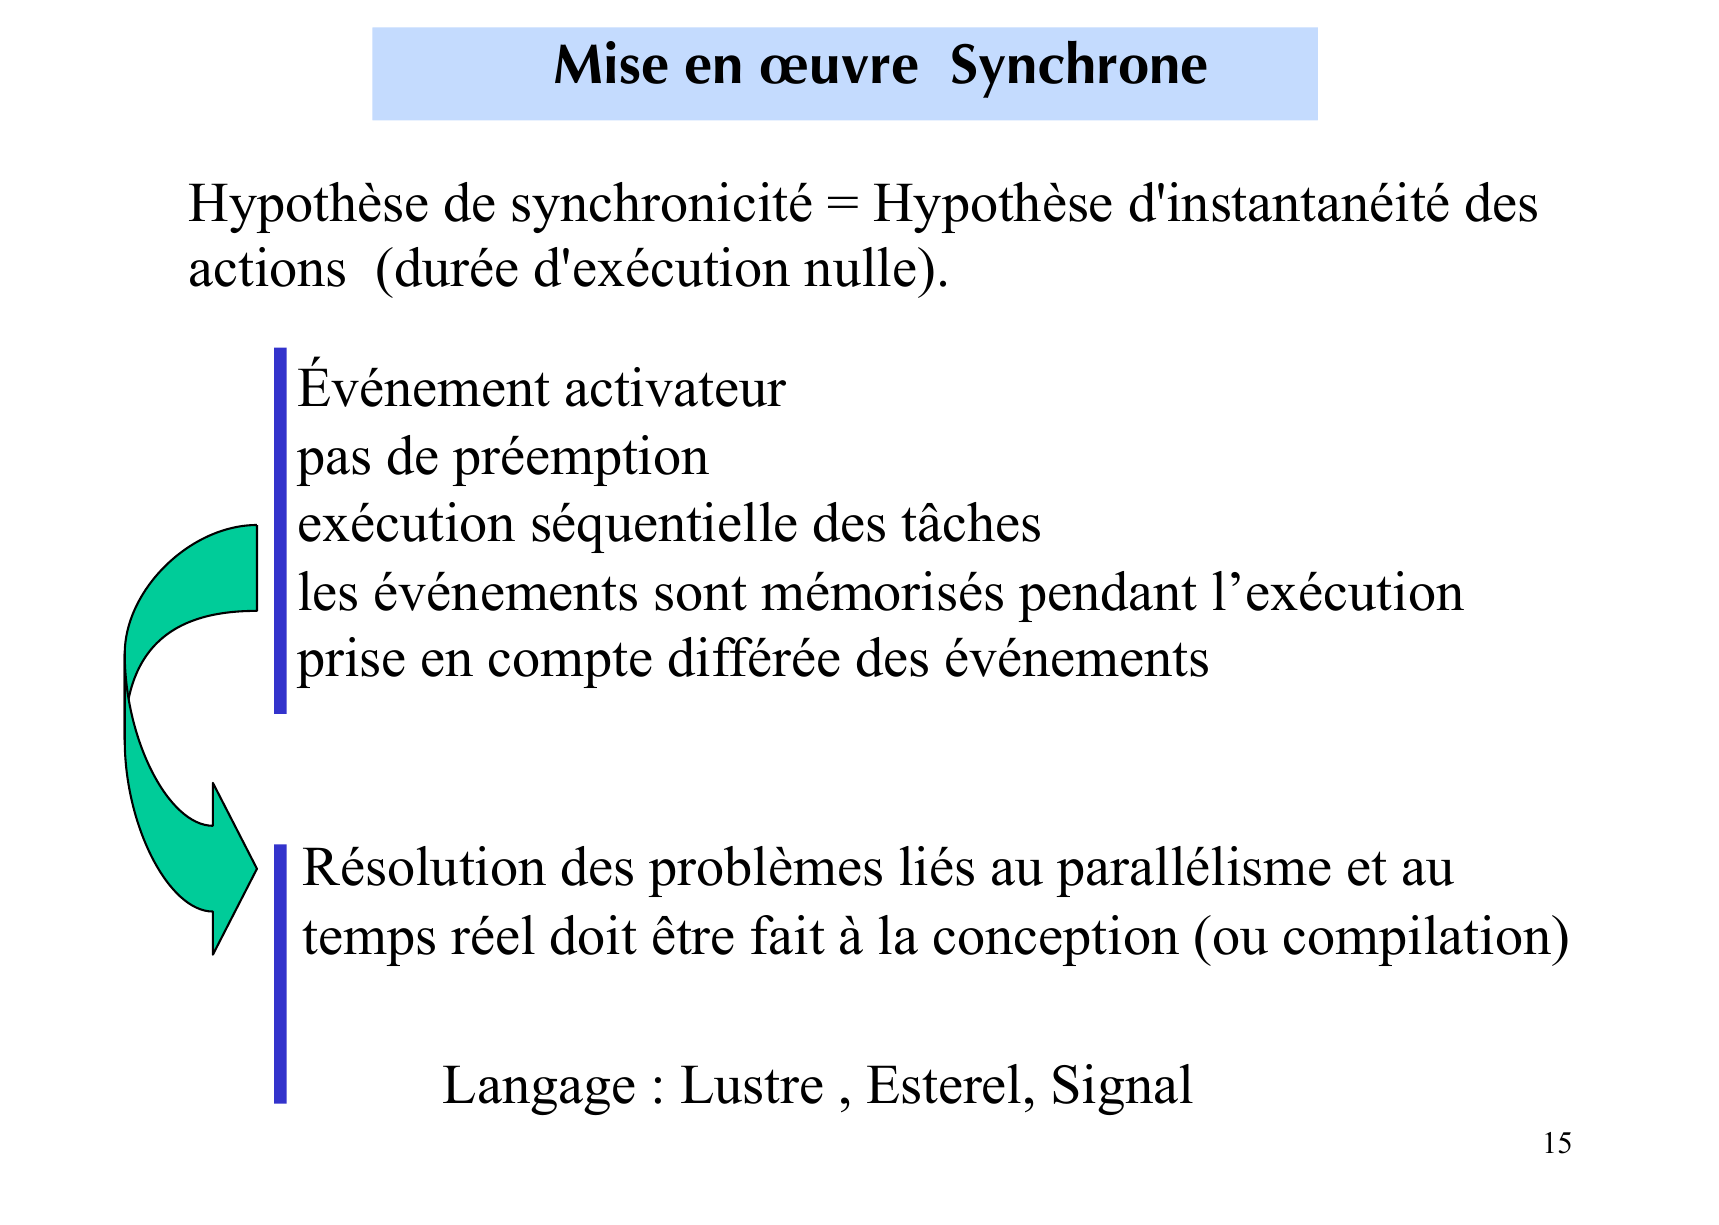 Mise en œuvre  Synchrone
Hypothèse de synchronicité = Hypothèse d'instantanéité des
actions  (durée d'exécution nulle).
Événement activateur
pas de préemption
exécution séquentielle des tâches
les événements sont mémorisés pendant l’exécution
prise en compte différée des événements
Résolution des problèmes liés au parallélisme et au
temps réel doit être fait à la conception (ou compilation)
Langage : Lustre , Esterel, Signal
15